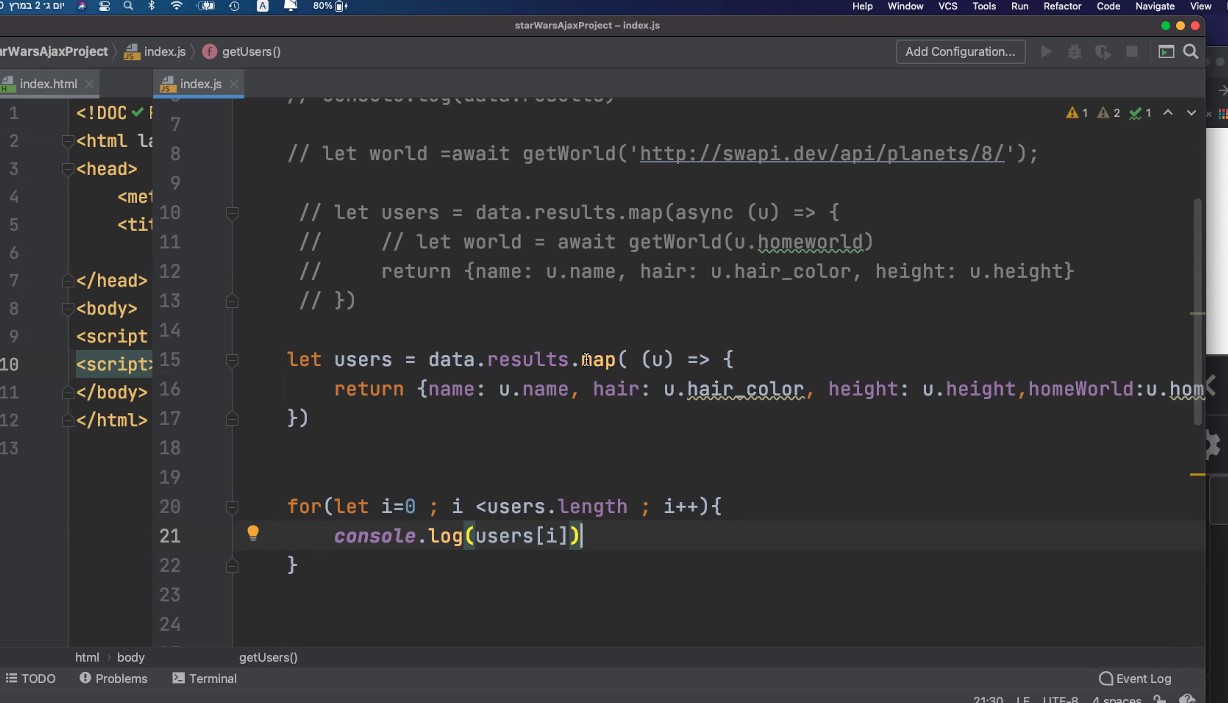 יום ג׳ 2 במרץ 0 A 80% Help Window VCS Tools Run Refactor Code Navigate View
starWarsAjaxProject – index.js
arWarsAjaxProject index.js f getUsers() Add Configuration...
index.html index.js
1 <!DOC
2 <html la
3 <head>
4 <met
5 <tit
6
7 </head>
8 <body>
9 <script
10 <script>
11 </body>
12 </html>
13
1 2 1
// console.log(data.results)
7
8 // let world =await getWorld('http://swapi.dev/api/planets/8/');
9
10 // let users = data.results.map(async (u) => {
11 // // let world = await getWorld(u.homeworld)
12 // return {name: u.name, hair: u.hair_color, height: u.height}
13 // })
14
15 let users = data.results.map( (u) => {
16 return {name: u.name, hair: u.hair_color, height: u.height,homeWorld:u.hom
17 })
18
19
20 for(let i=0 ; i <users.length ; i++){
21 console.log(users[i])
22 }
23
24
html body getUsers()
TODO Problems Terminal Event Log
21:30 LF UTF-8 4 spaces